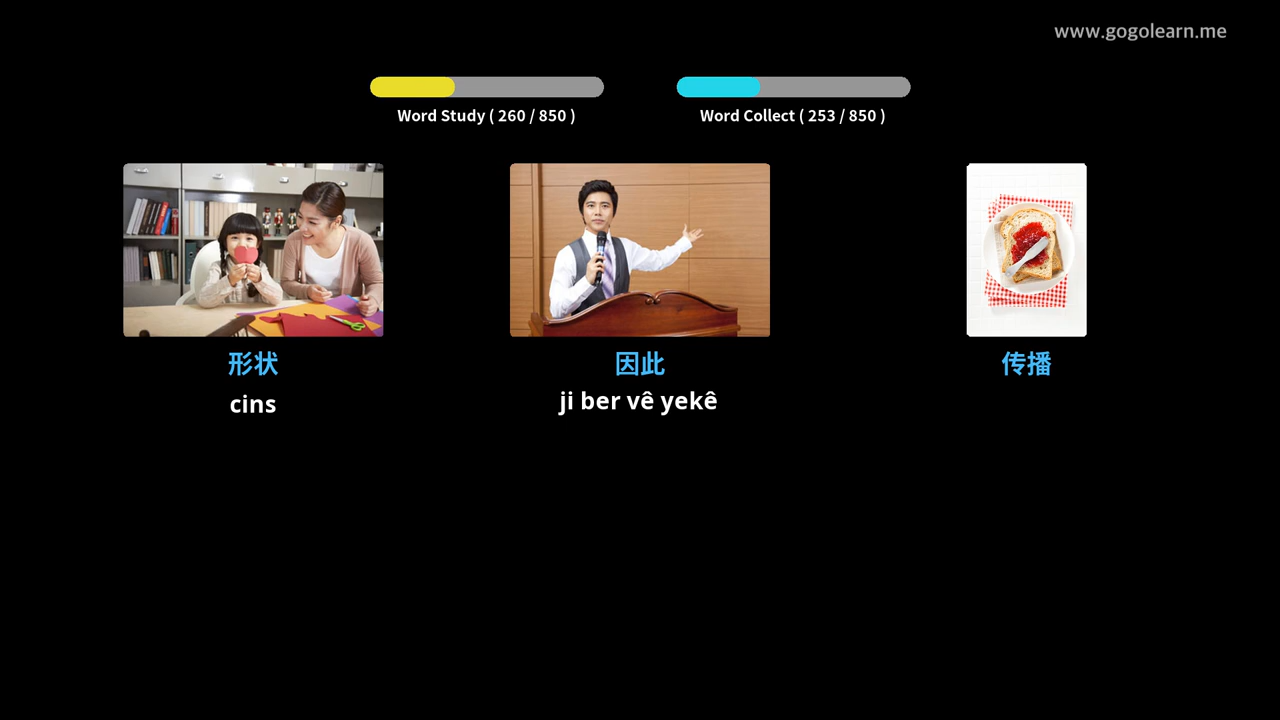 www.gogolearn.me
Word Study ( 260 / 850 )
Word Collect ( 253 / 850 )
形状
因此
传播
cins
ji ber vê yekê